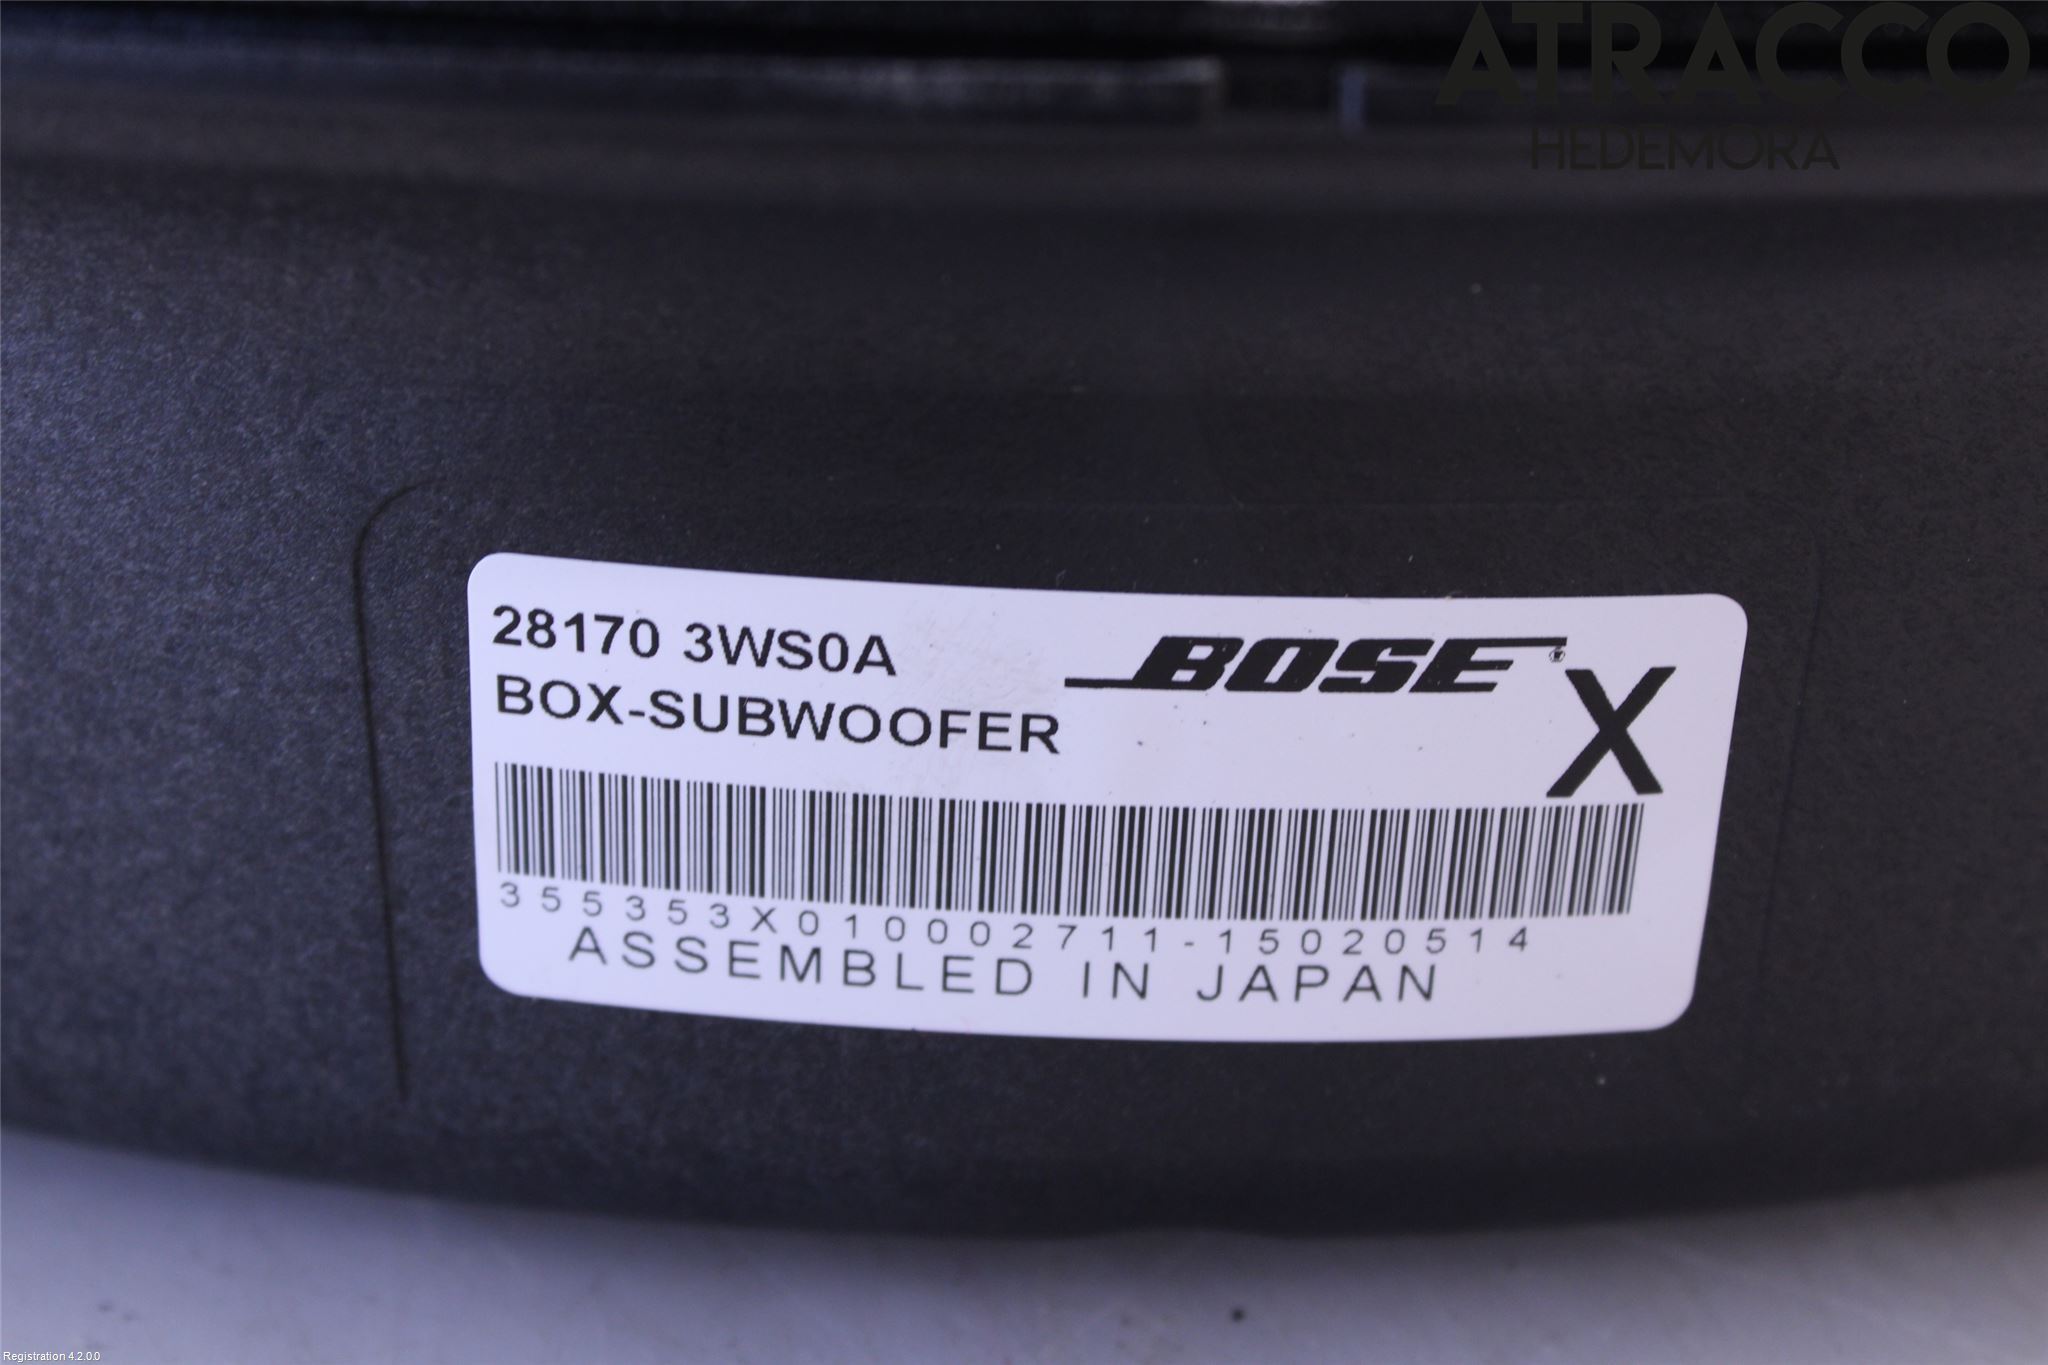 ATRACCO
HEDEMORA
28170 3WS0A
BOSE®
X
BOX-SUBWOOFER
355353X010002711-15020514
ASSEMBLED IN JAPAN
Registration 4.2.0.0